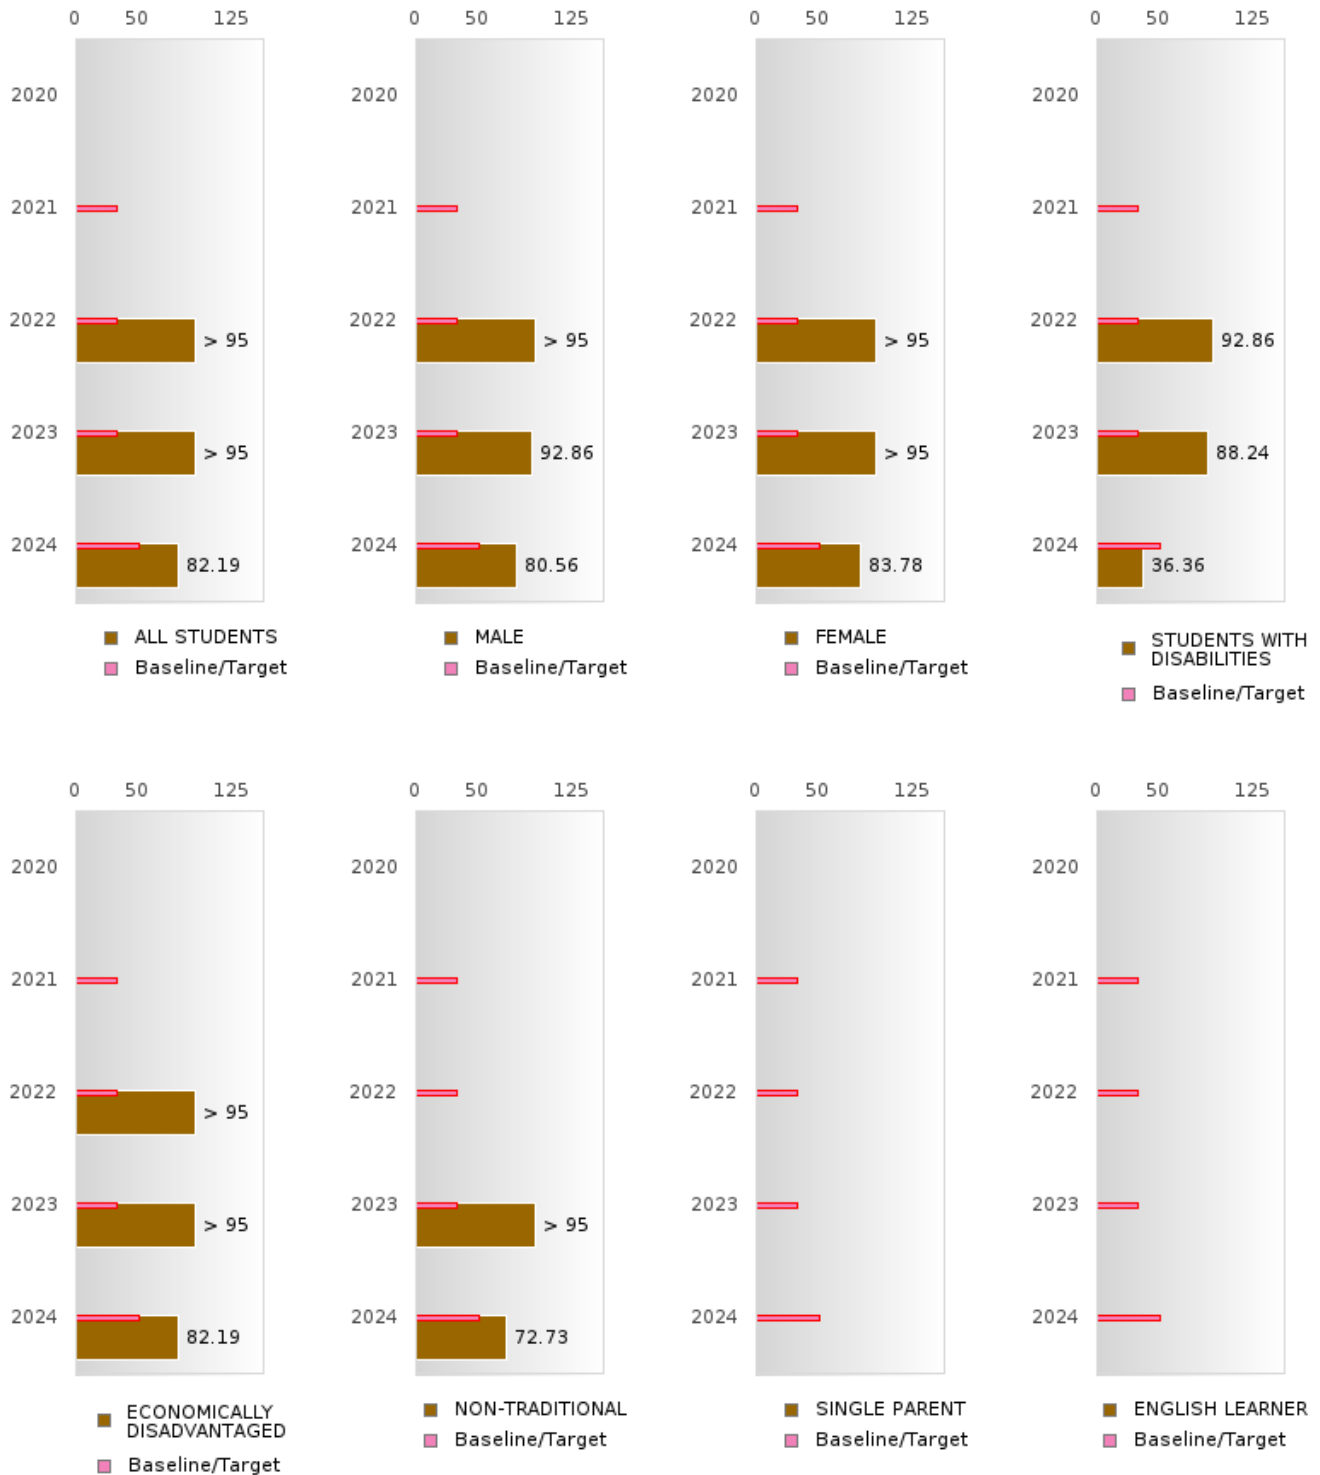 0 50 125
2020
2021
2022
> 95
2023
> 95
2024
82.19
ALL STUDENTS
Baseline/Target
0 50 125
2020
2021
2022
> 95
2023
92.86
2024
80.56
MALE
Baseline/Target
0 50 125
2020
2021
2022
> 95
2023
> 95
2024
83.78
FEMALE
Baseline/Target
0 50 125
2020
2021
2022
92.86
2023
88.24
2024
36.36
STUDENTS WITH
DISABILITIES
Baseline/Target
0 50 125
2020
2021
2022
> 95
2023
> 95
2024
82.19
ECONOMICALLY
DISADVANTAGED
Baseline/Target
0 50 125
2020
2021
2022
2023
> 95
2024
72.73
NON-TRADITIONAL
Baseline/Target
0 50 125
2020
2021
2022
2023
2024
SINGLE PARENT
Baseline/Target
0 50 125
2020
2021
2022
2023
2024
ENGLISH LEARNER
Baseline/Target